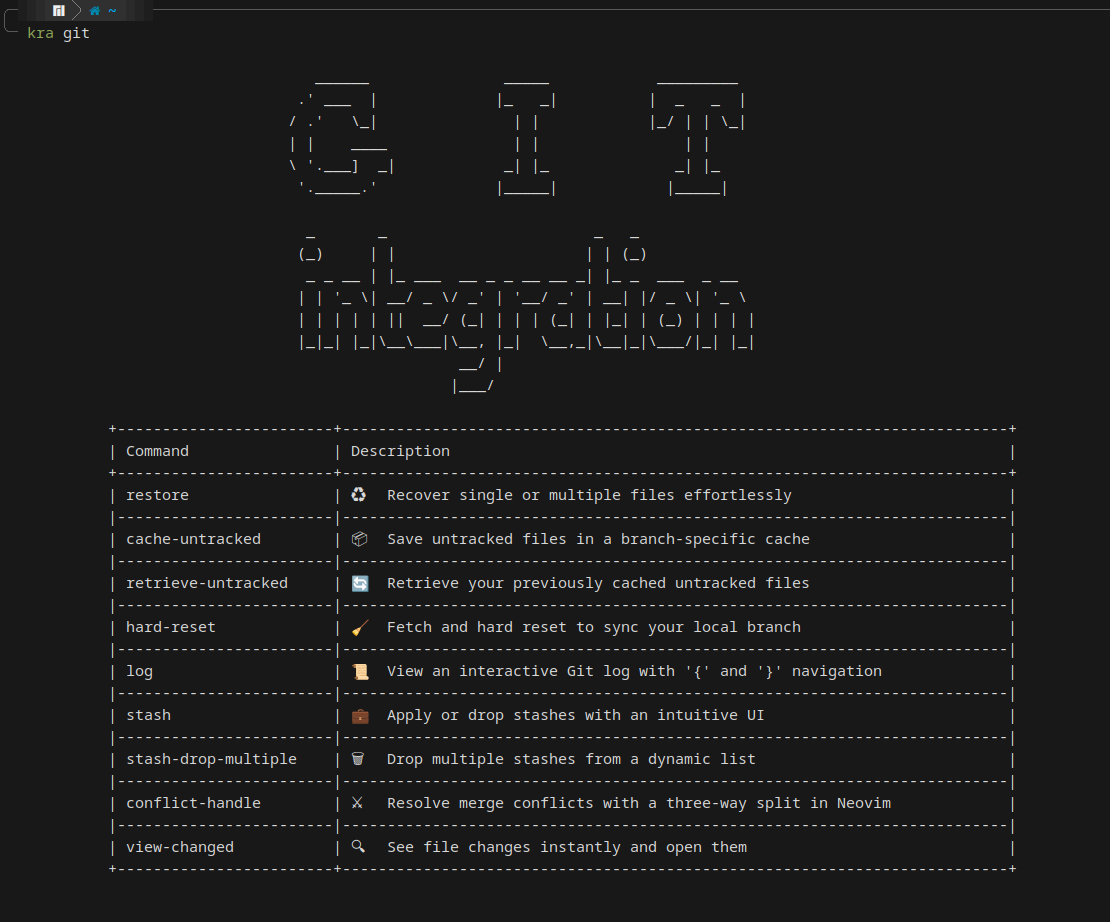 ~
kra git
GIT
integration
Command | Description
restore | ♻ Recover single or multiple files effortlessly
cache-untracked | 📦 Save untracked files in a branch-specific cache
retrieve-untracked | 🔄 Retrieve your previously cached untracked files
hard-reset | 🧹 Fetch and hard reset to sync your local branch
log | 📜 View an interactive Git log with '{' and '}' navigation
stash | 💼 Apply or drop stashes with an intuitive UI
stash-drop-multiple | 🗑 Drop multiple stashes from a dynamic list
conflict-handle | ⚔ Resolve merge conflicts with a three-way split in Neovim
view-changed | 🔍 See file changes instantly and open them